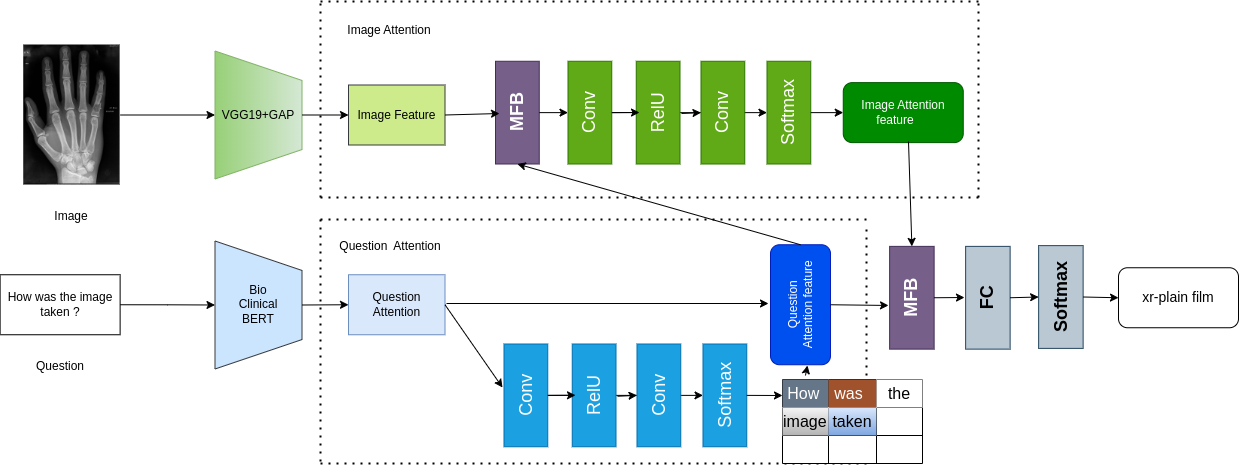 Image Attention
VGG19+GAP
Image Feature
MFB
Conv
RelU
Conv
Softmax
Image Attention
feature
Image
Question Attention
How was the image
taken ?
Bio
Clinical
BERT
Question
Attention
Question
Attention feature
MFB
FC
Softmax
xr-plain film
Question
Conv
RelU
Conv
Softmax
How was the
image taken